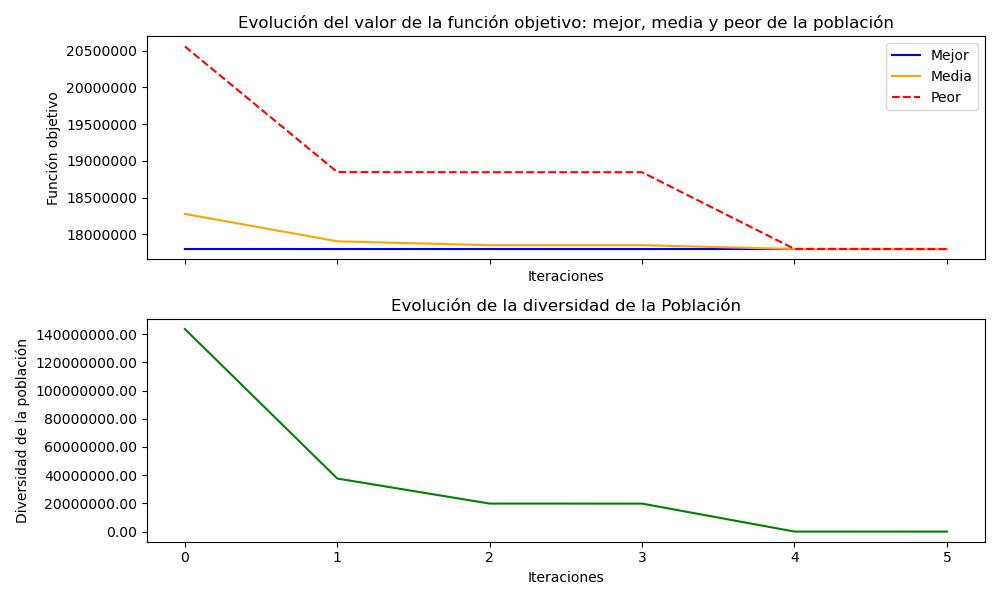 Evolución del valor de la función objetivo: mejor, media y peor de la población
Función objetivo
20500000
20000000
19500000
19000000
18500000
18000000
Mejor
Media
Peor
Iteraciones
Evolución de la diversidad de la Población
Diversidad de la población
140000000.00
120000000.00
100000000.00
80000000.00
60000000.00
40000000.00
20000000.00
0.00
0 1 2 3 4 5
Iteraciones